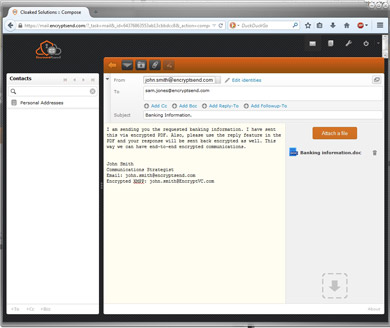 Cloaked Solutions :: Compose
https://mail.encryptsend.com/?_task=mail&_
DuckDuckGo
Contacts
Personal Addresses
From
john.smith@encryptsend.com
Edit identities
To
sam.jones@encryptsend.com
Add Cc
Add Bcc
Add Reply-To
Add Followup-To
Subject
Banking Information.
I am sending you the requested banking information. I have sent
this via encrypted PDF. Also, please use the reply feature in the
PDF and your response will be sent back encrypted as well. This
way we can have end-to-end encrypted communications.
John Smith
Communications Strategist
Email: john.smith@encryptsend.com
Encrypted XMPP: john.smith@EncryptVC.com
Attach a file
Banking information.doc
+To
+Cc
+Bcc